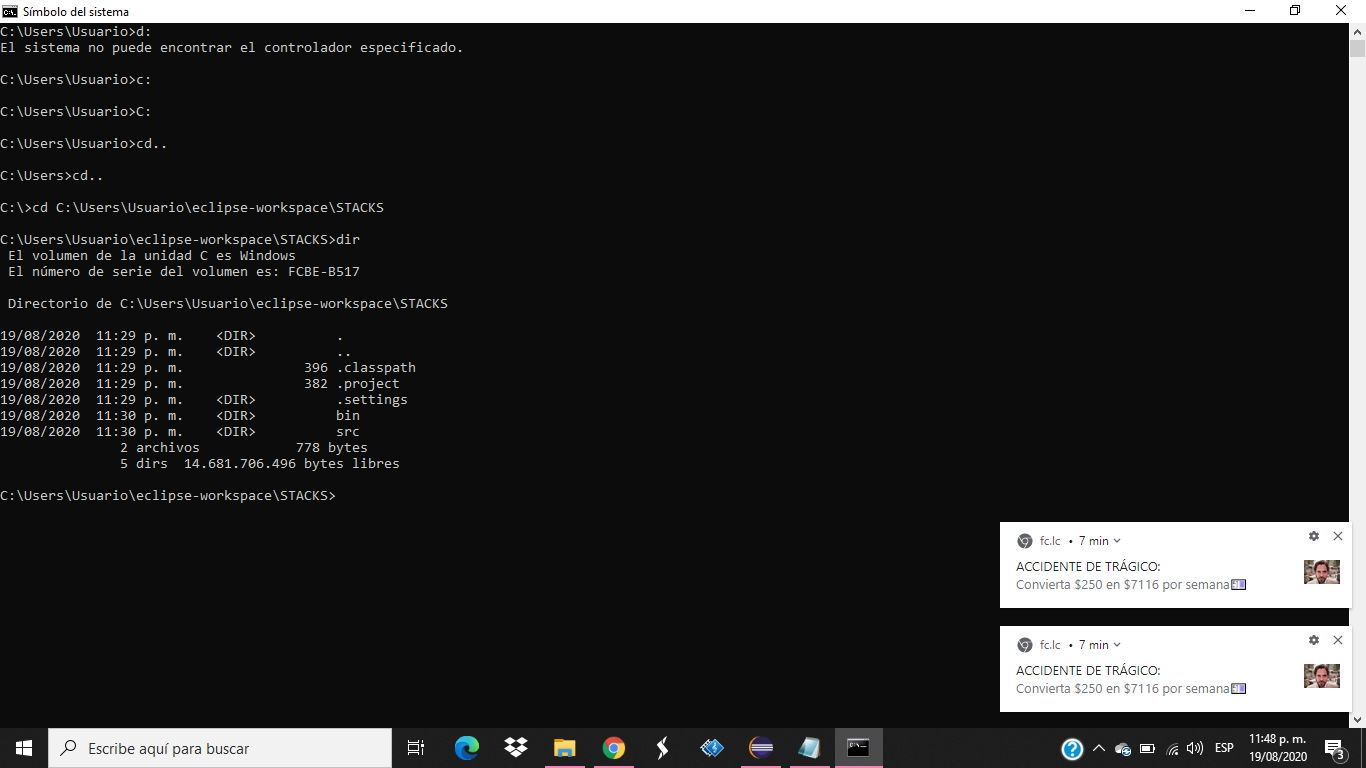 Símbolo del sistema
C:\Users\Usuario>d:
El sistema no puede encontrar el controlador especificado.
C:\Users\Usuario>c:
C:\Users\Usuario>C:
C:\Users\Usuario>cd..
C:\Users>cd..
C:\>cd C:\Users\Usuario\eclipse-workspace\STACKS
C:\Users\Usuario\eclipse-workspace\STACKS>dir
El volumen de la unidad C es Windows
El número de serie del volumen es: FCBE-B517
Directorio de C:\Users\Usuario\eclipse-workspace\STACKS
19/08/2020  11:29 p. m.    <DIR>          .
19/08/2020  11:29 p. m.    <DIR>          ..
19/08/2020  11:29 p. m.               396 .classpath
19/08/2020  11:29 p. m.               382 .project
19/08/2020  11:29 p. m.    <DIR>          .settings
19/08/2020  11:30 p. m.    <DIR>          bin
19/08/2020  11:30 p. m.    <DIR>          src
2 archivos            778 bytes
5 dirs  14.681.706.496 bytes libres
C:\Users\Usuario\eclipse-workspace\STACKS>
fc.lc • 7 min
ACCIDENTE DE TRÁGICO:
Convierta $250 en $7116 por semana
fc.lc • 7 min
ACCIDENTE DE TRÁGICO:
Convierta $250 en $7116 por semana
Escribe aquí para buscar
ESP
11:48 p. m.
19/08/2020
3